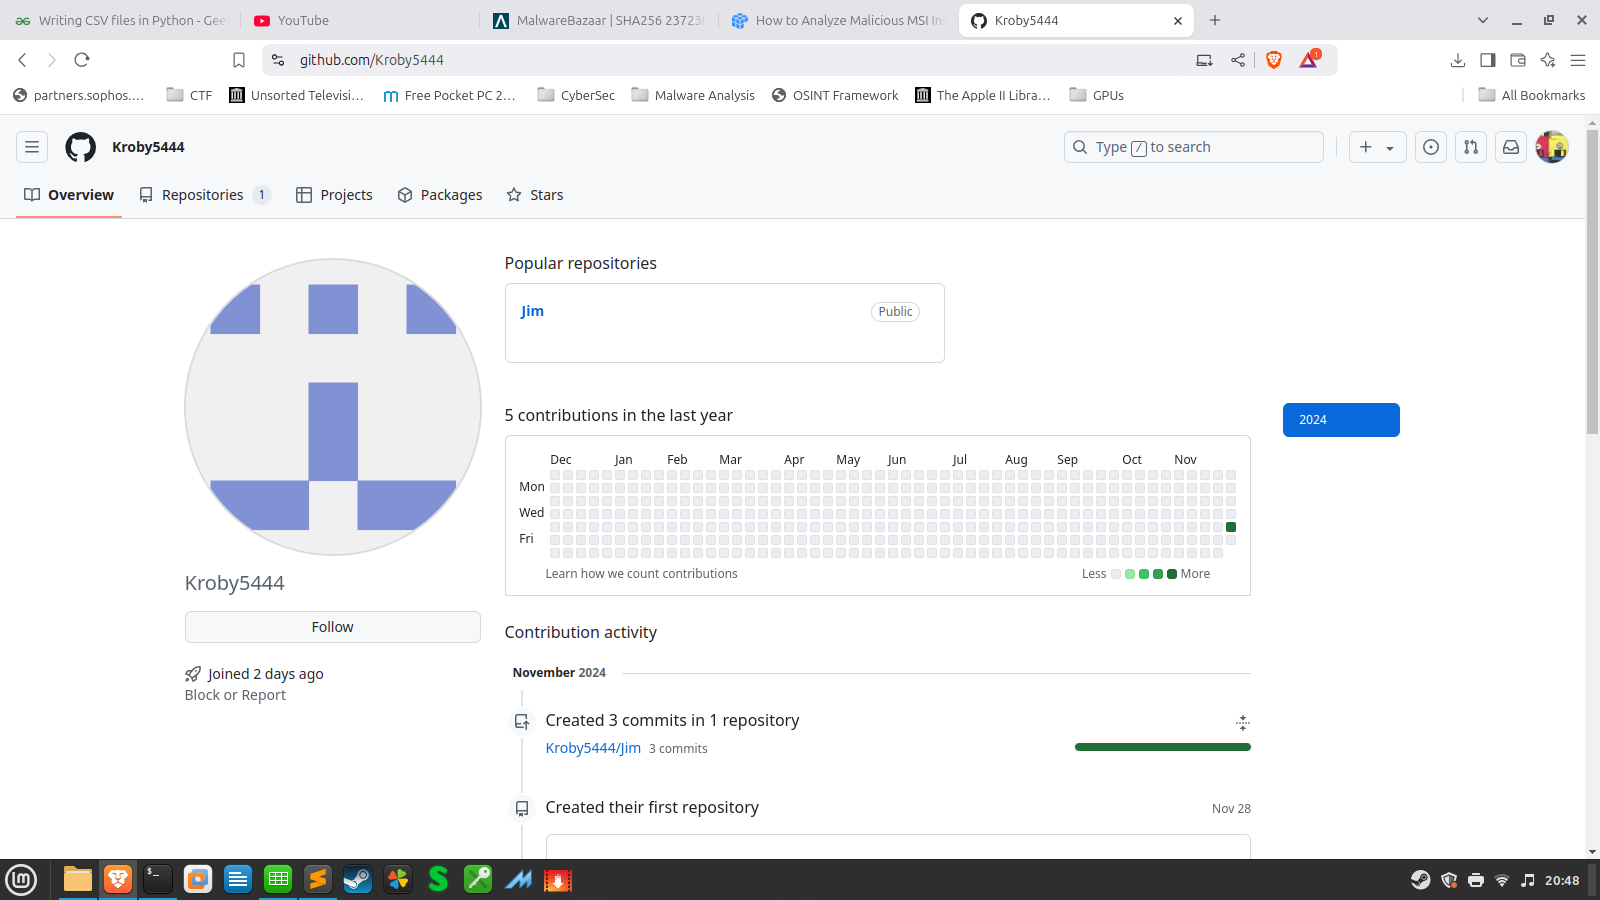 Writing CSV files in Python - Gee
YouTube
MalwareBazaar | SHA256 23723f
How to Analyze Malicious MSI Ins
Kroby5444
github.com/Kroby5444
1
partners.sophos....
CTF
Unsorted Televisi...
Free Pocket PC 2...
CyberSec
Malware Analysis
OSINT Framework
The Apple II Libra...
GPUs
All Bookmarks
Kroby5444
Type / to search
Overview
Repositories 1
Projects
Packages
Stars
Popular repositories
Jim
Public
5 contributions in the last year
2024
Dec Jan Feb Mar Apr May Jun Jul Aug Sep Oct Nov
Mon
Wed
Fri
Learn how we count contributions
Less
More
Kroby5444
Follow
Joined 2 days ago
Block or Report
Contribution activity
November 2024
Created 3 commits in 1 repository
Kroby5444/Jim 3 commits
Created their first repository
Nov 28
20:48